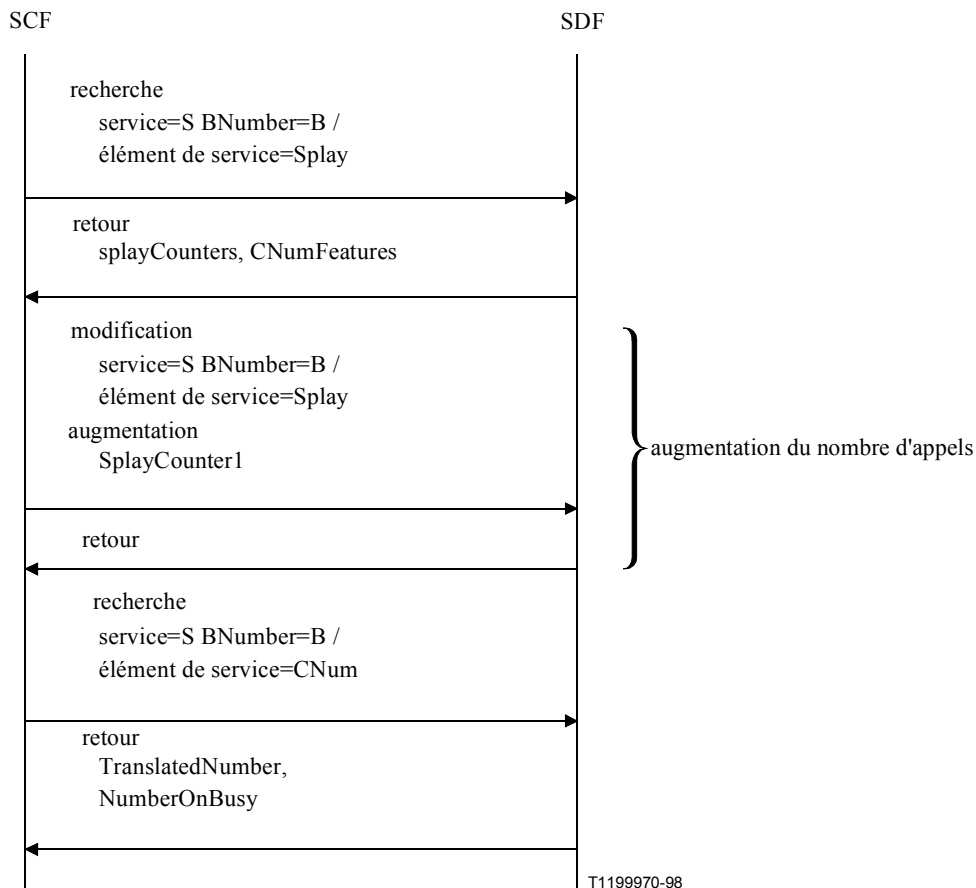 SCF
SDF
recherche
service=S BNumber=B /
élément de service=Splay
retour
splayCounters, CNumFeatures
modification
service=S BNumber=B /
élément de service=Splay
augmentation
SplayCounter1
augmentation du nombre d'appels
retour
recherche
service=S BNumber=B /
élément de service=CNum
retour
TranslatedNumber,
NumberOnBusy
T1199970-98